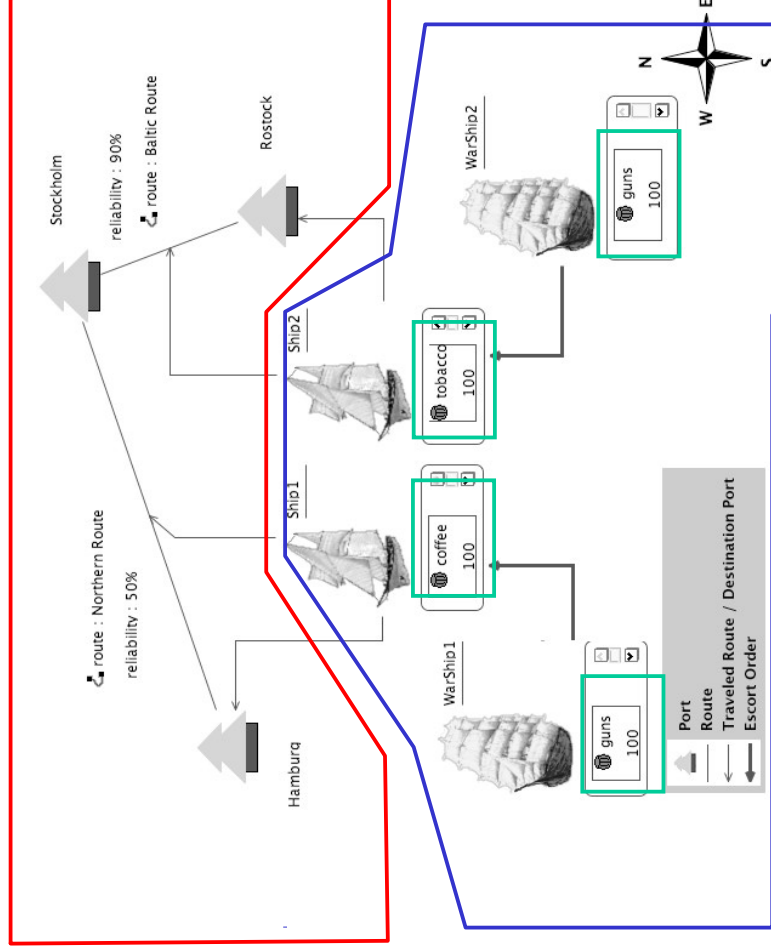 Stockholm
reliability : 90%
route : Baltic Route
Rostock
route : Northern Route
reliability : 50%
Hamburg
Ship1
Ship2
coffee
100
tobacco
100
WarShip1
WarShip2
guns
100
guns
100
N
E
S
W
Port
Route
Traveled Route / Destination Port
Escort Order